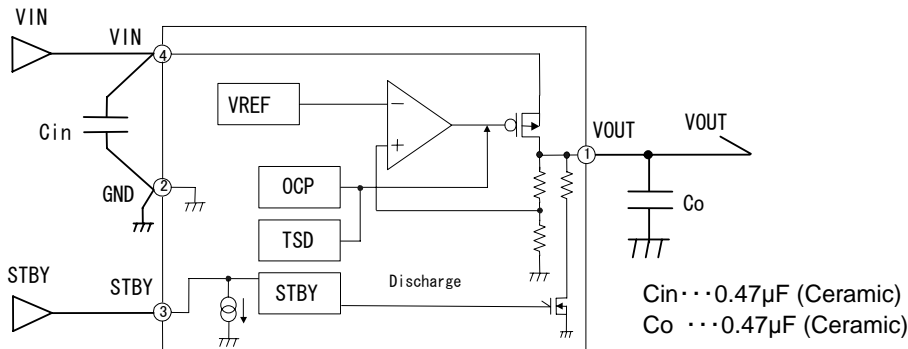 VIN
VIN
4
VREF
−
+
VOUT
VOUT
1
Cin
GND
2
OCP
Co
TSD
STBY
STBY
3
STBY
Discharge
Cin···0.47µF (Ceramic)
Co ···0.47µF (Ceramic)